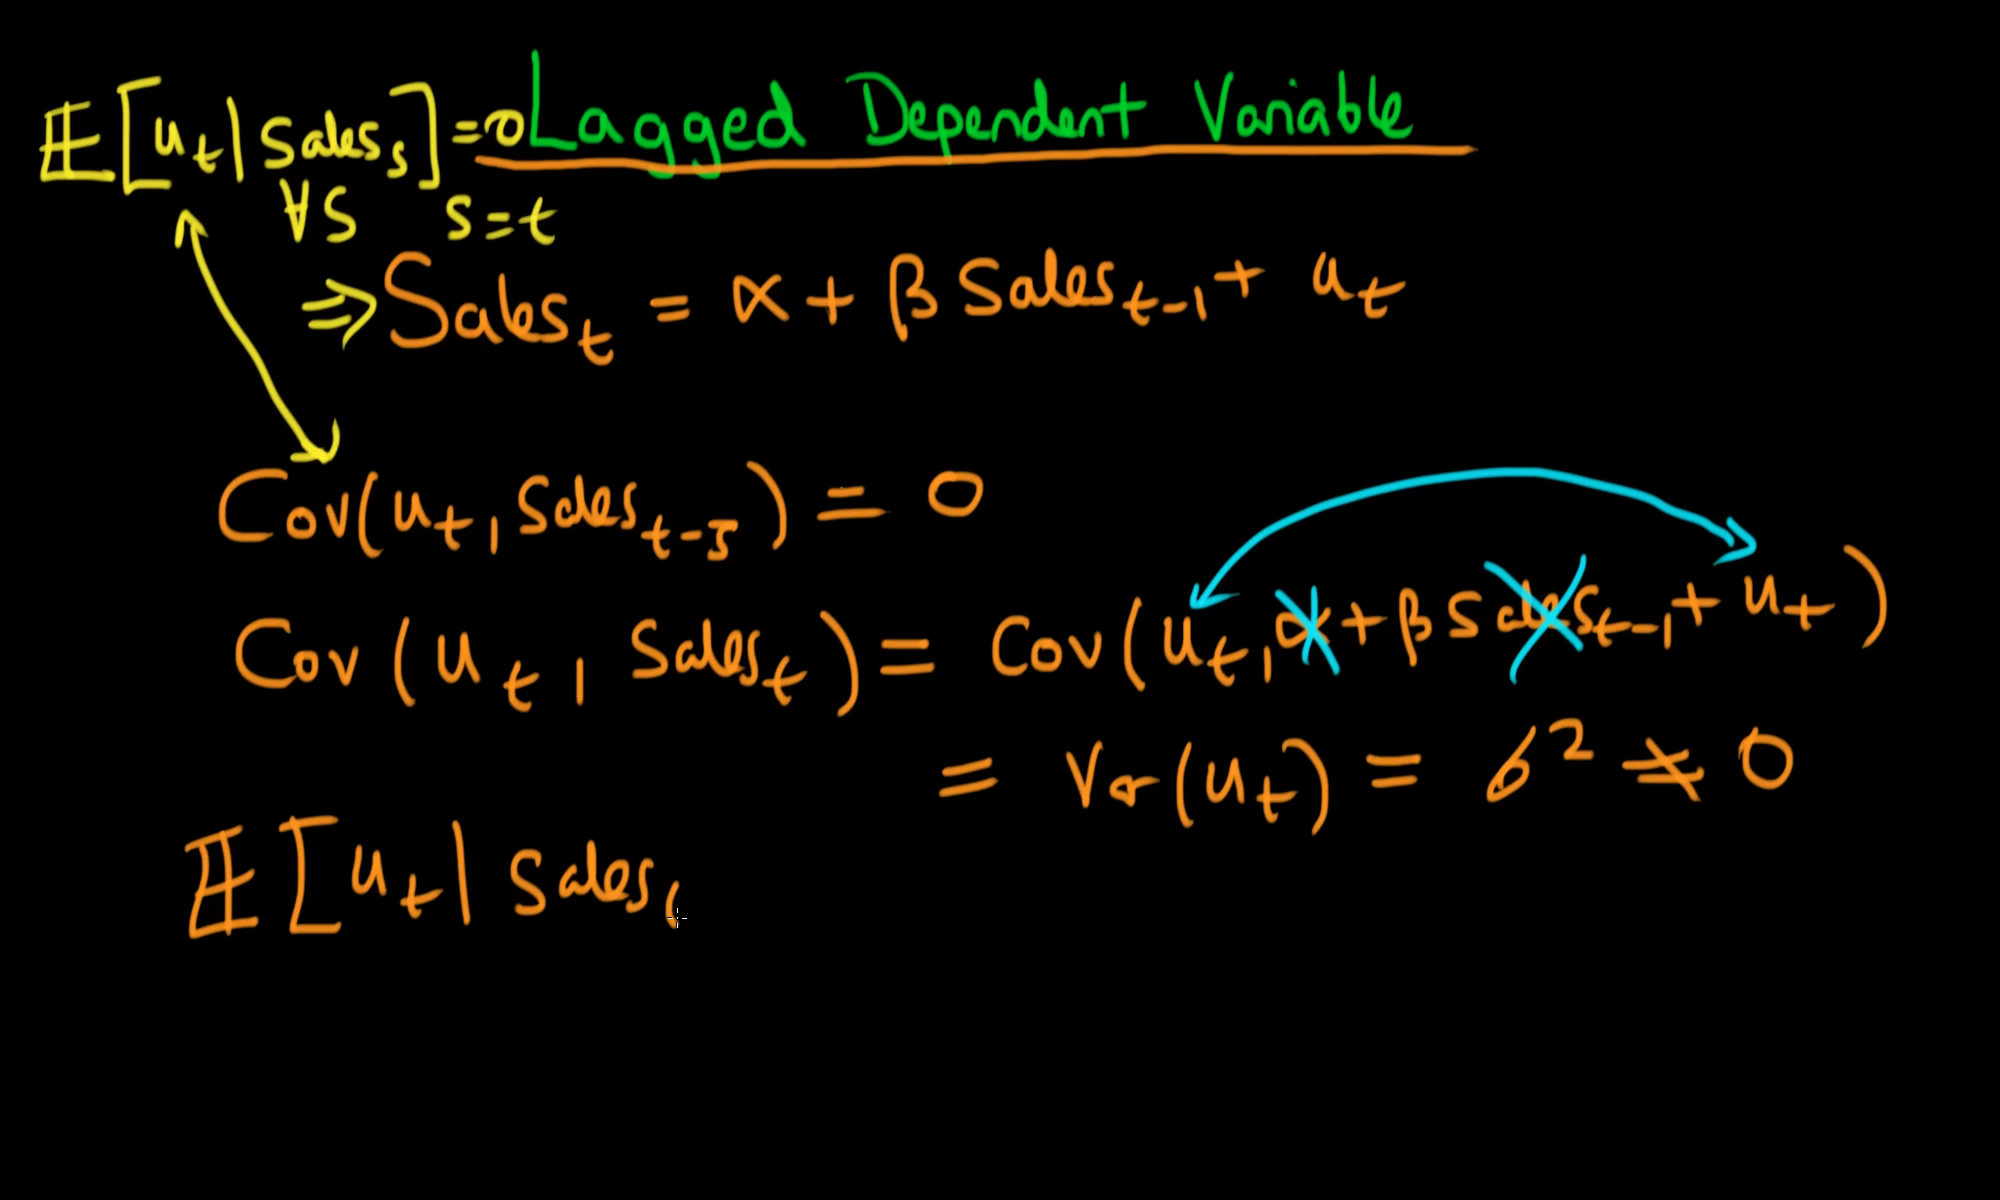 𝔼[u_t | Sales_s] = 0 Lagged Dependent Variable
∀s s=t
⇒ Sales_t = α + β Sales_{t-1} + u_t
Cov(u_t, Sales_{t-s}) = 0
Cov(u_t, Sales_t) = Cov(u_t, α + β Sales_{t-1} + u_t)
= Var(u_t) = σ² ≠ 0
𝔼[u_t | Sales